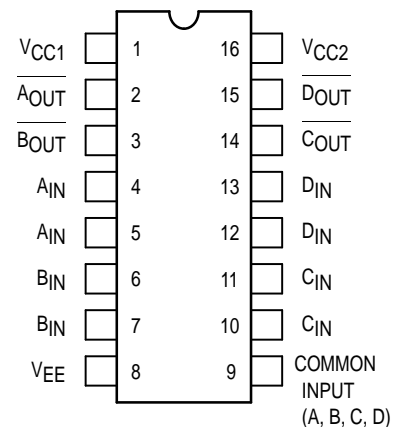 VCC1 1 16 VCC2
AOUT 2 15 DOUT
BOUT 3 14 COUT
AIN 4 13 DIN
AIN 5 12 DIN
BIN 6 11 CIN
BIN 7 10 CIN
VEE 8 9 COMMON
INPUT
(A, B, C, D)